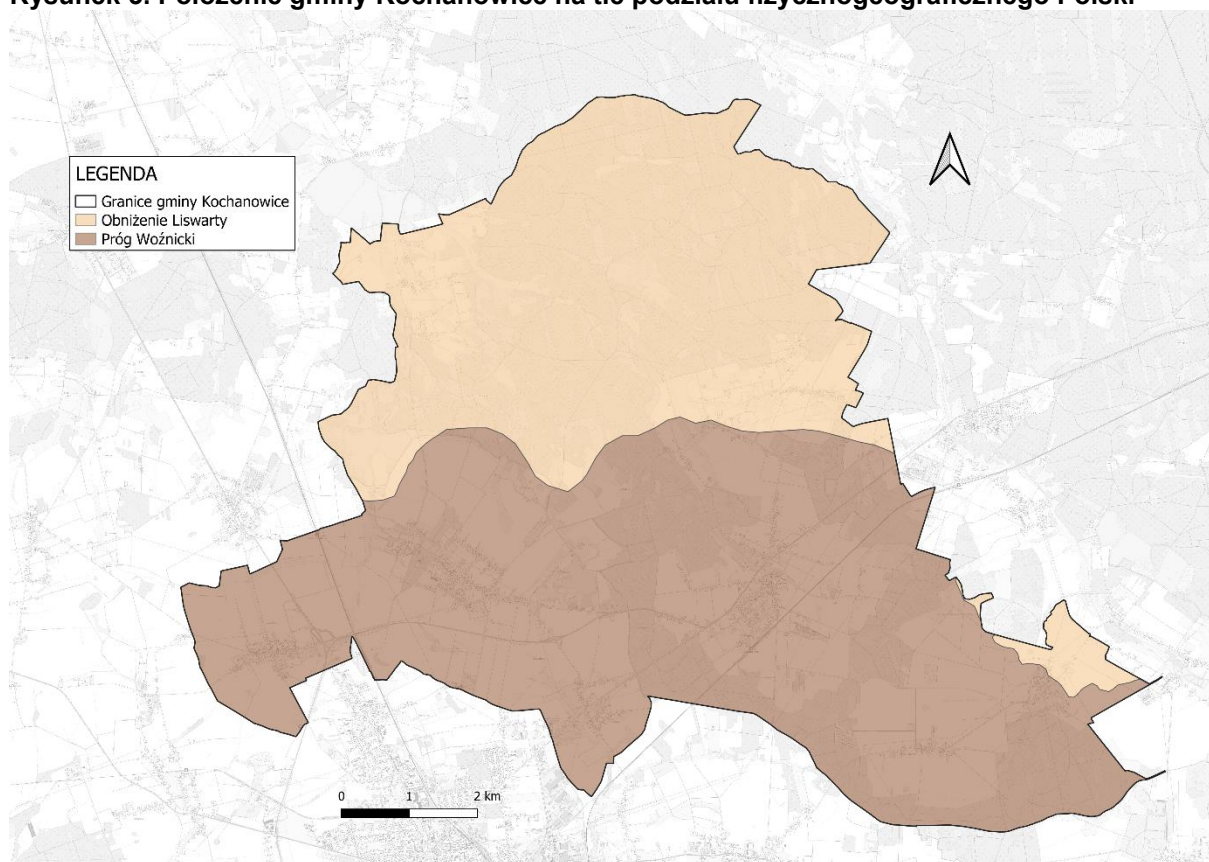 Rysunek Położenie gminy Kochanowice na tle podziału fizycznogeograficznego Polski
LEGENDA
Granice gminy Kochanowice
Obniżenie Liswarty
Próg Woźnicki
0 1 2 km